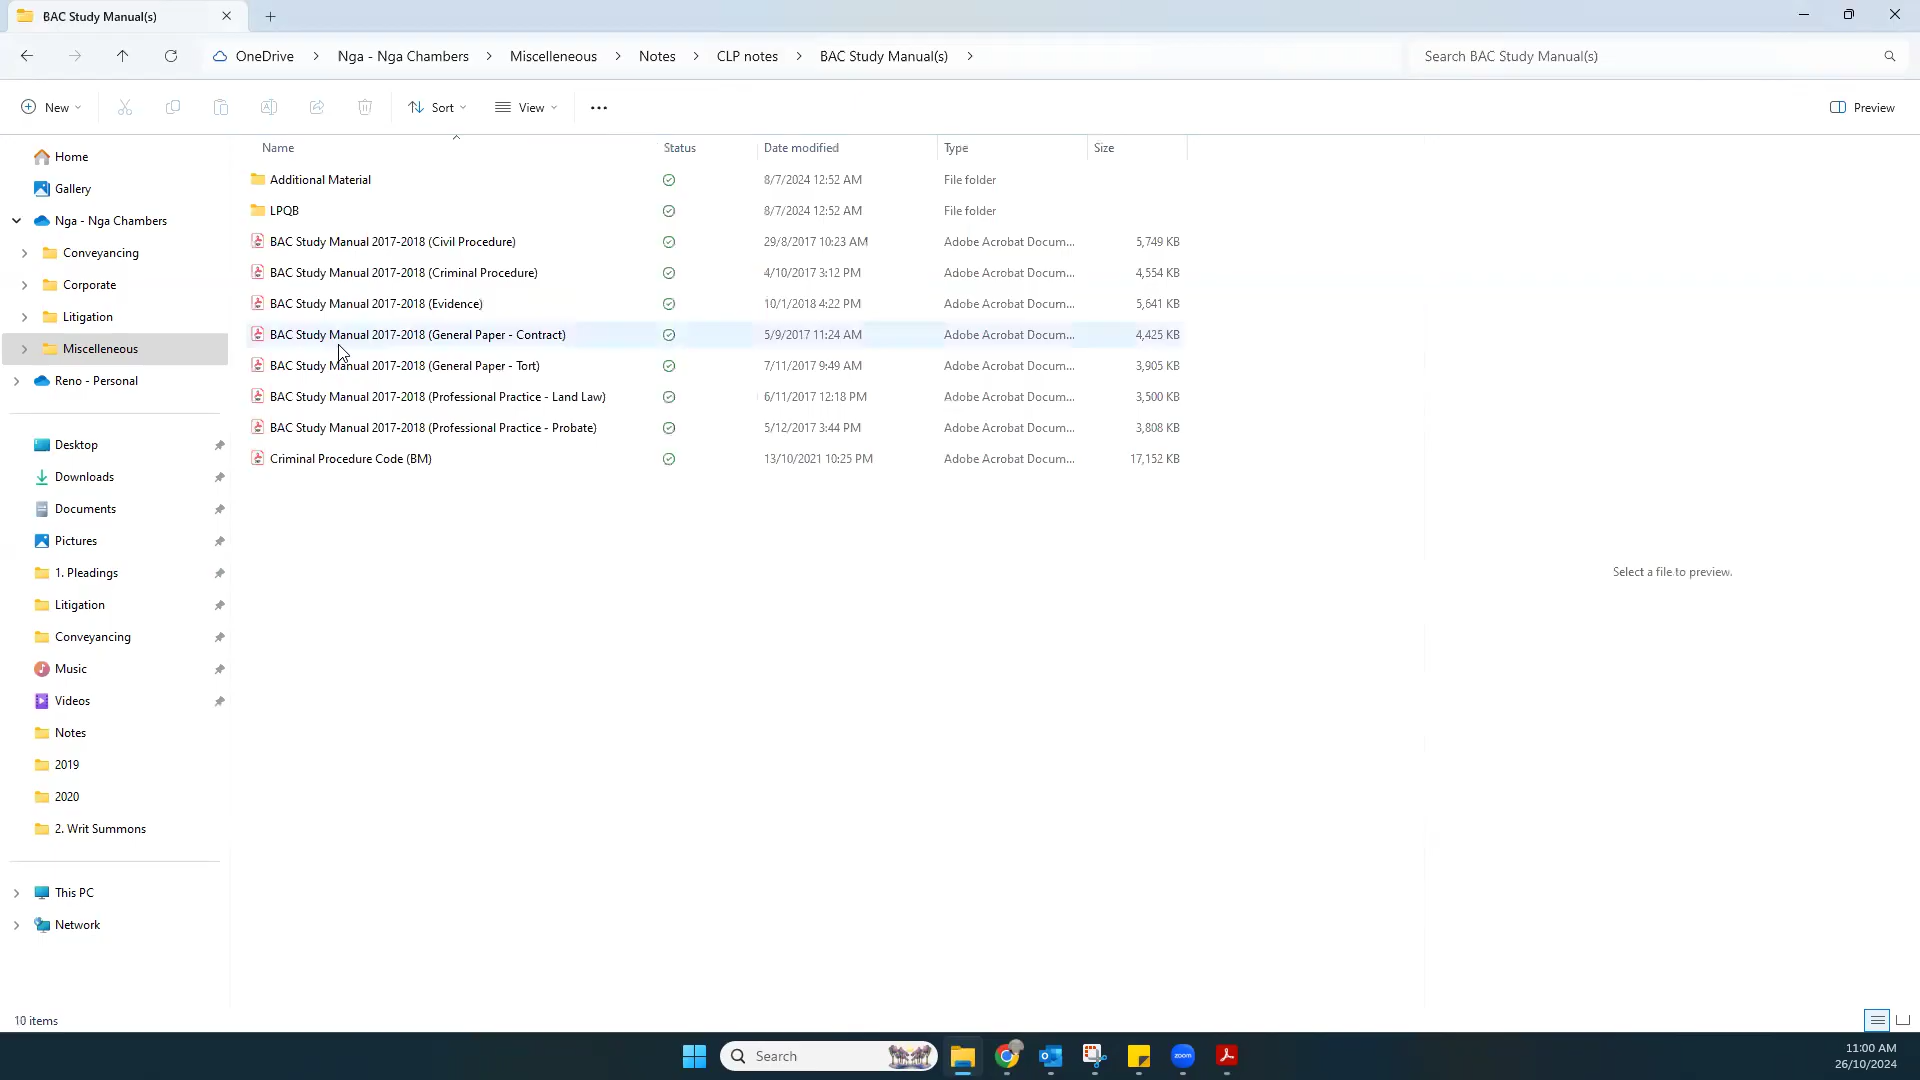 BAC Study Manual(s)
OneDrive > Nga - Nga Chambers > Miscelleneous > Notes > CLP notes > BAC Study Manual(s) >
Search BAC Study Manual(s)
New
Sort
View
Preview
Name Status Date modified Type Size
Additional Material 8/7/2024 12:52 AM File folder
LPQB 8/7/2024 12:52 AM File folder
BAC Study Manual 2017-2018 (Civil Procedure) 29/8/2017 10:23 AM Adobe Acrobat Docum... 5,749 KB
BAC Study Manual 2017-2018 (Criminal Procedure) 4/10/2017 3:12 PM Adobe Acrobat Docum... 4,554 KB
BAC Study Manual 2017-2018 (Evidence) 10/1/2018 4:22 PM Adobe Acrobat Docum... 5,641 KB
BAC Study Manual 2017-2018 (General Paper - Contract) 5/9/2017 11:24 AM Adobe Acrobat Docum... 4,425 KB
BAC Study Manual 2017-2018 (General Paper - Tort) 7/11/2017 9:49 AM Adobe Acrobat Docum... 3,905 KB
BAC Study Manual 2017-2018 (Professional Practice - Land Law) 6/11/2017 12:18 PM Adobe Acrobat Docum... 3,500 KB
BAC Study Manual 2017-2018 (Professional Practice - Probate) 5/12/2017 3:44 PM Adobe Acrobat Docum... 3,808 KB
Criminal Procedure Code (BM) 13/10/2021 10:25 PM Adobe Acrobat Docum... 17,152 KB
Home
Gallery
Nga - Nga Chambers
Conveyancing
Corporate
Litigation
Miscelleneous
Reno - Personal
Desktop
Downloads
Documents
Pictures
1. Pleadings
Litigation
Conveyancing
Music
Videos
Notes
2019
2020
2. Writ Summons
This PC
Network
Select a file to preview.
10 items
Search
zoom
11:00 AM
26/10/2024